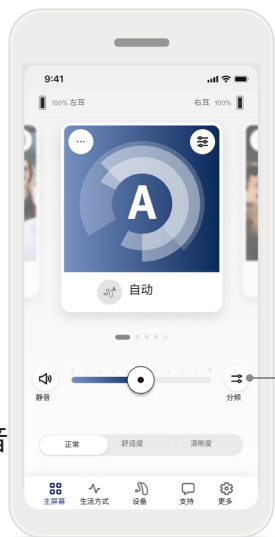 9:41
100% 左耳
右耳 100%
A
A
自动
静音
分频
音
正常
舒适度
清晰度
主屏幕
生活方式
设备
支持
更多